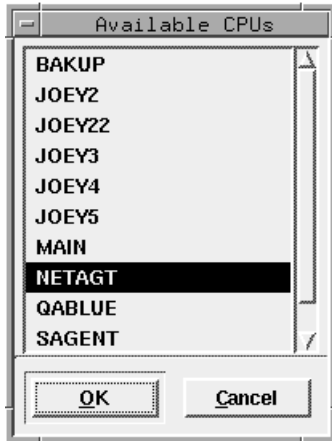 Available CPUs
BAKUP
JOEY2
JOEY22
JOEY3
JOEY4
JOEY5
MAIN
NETAGT
QABLUE
SAGENT
OK Cancel